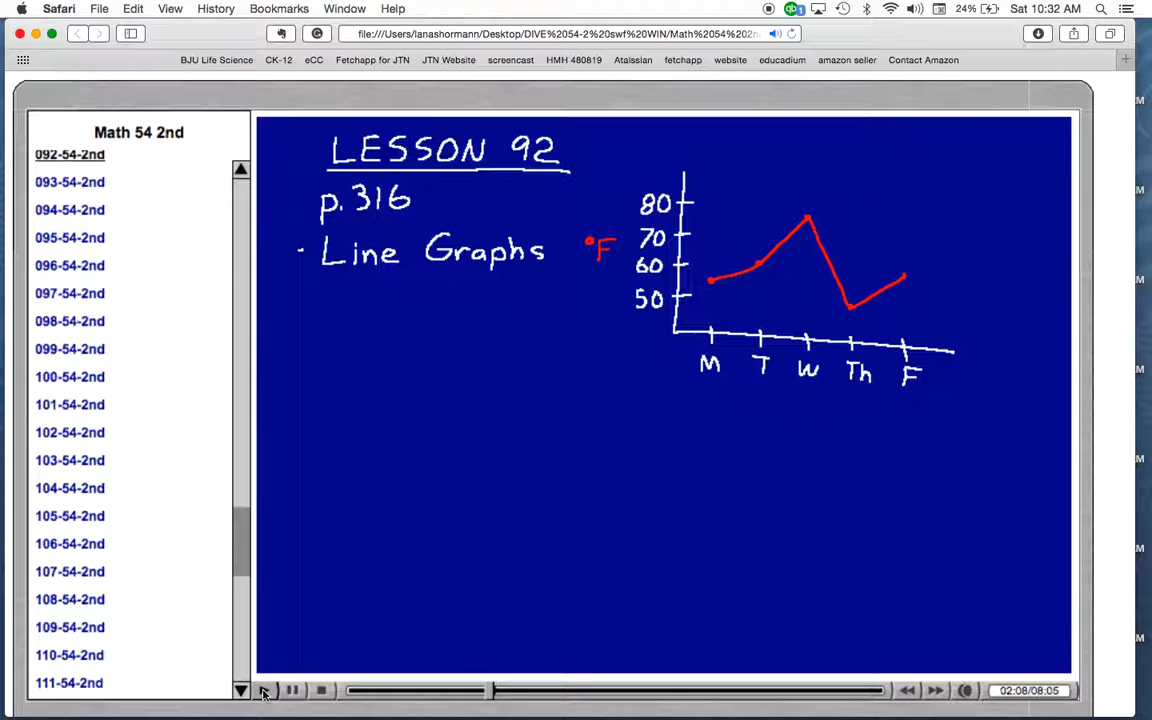 Safari File Edit View History Bookmarks Window Help 1 24% Sat 10:32 AM
file:///Users/lanashormann/Desktop/DIVE%2054-2%20swf%20WIN/Math%2054%202n
BJU Life Science CK-12 eCC Fetchapp for JTN JTN Website screencast HMH 480819 Atalssian fetchapp website educadium amazon seller Contact Amazon
Math 54 2nd
092-54-2nd
093-54-2nd
094-54-2nd
095-54-2nd
096-54-2nd
097-54-2nd
098-54-2nd
099-54-2nd
100-54-2nd
101-54-2nd
102-54-2nd
103-54-2nd
104-54-2nd
105-54-2nd
106-54-2nd
107-54-2nd
108-54-2nd
109-54-2nd
110-54-2nd
111-54-2nd
LESSON 92
p.316
· Line Graphs
°F
80
70
60
50
M T W Th F
02:08/08:05